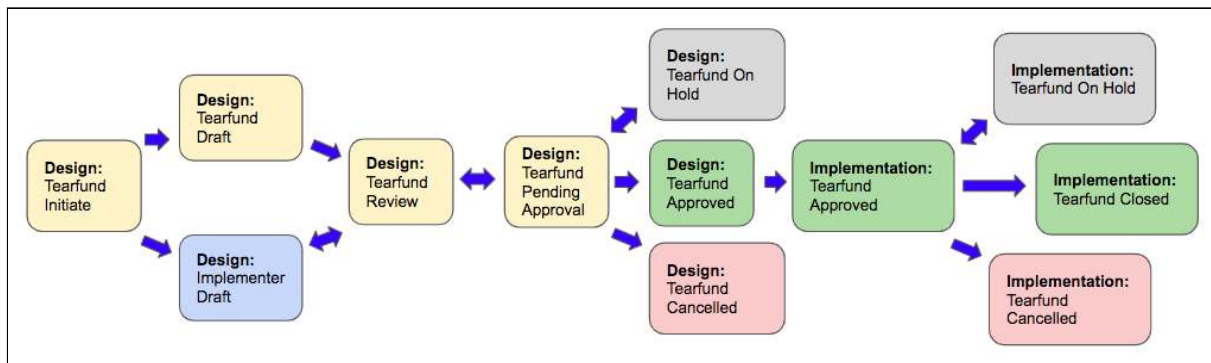 Design:
Tearfund
Initiate
Design:
Tearfund
Draft
Design:
Implementer
Draft
Design:
Tearfund
Review
Design:
Tearfund
Pending
Approval
Design:
Tearfund On
Hold
Design:
Tearfund
Approved
Design:
Tearfund
Cancelled
Implementation:
Tearfund
Approved
Implementation:
Tearfund On Hold
Implementation:
Tearfund Closed
Implementation:
Tearfund
Cancelled